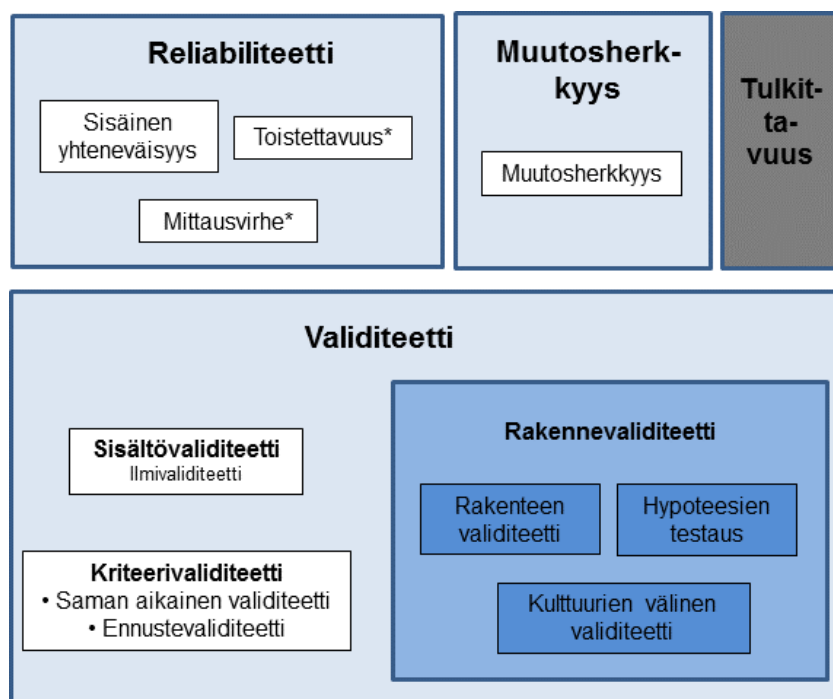 Reliabiliteetti
Sisäinen
yhteneväisyys
Toistettavuus*
Mittausvirhe*
Muutosherk-
kyys
Muutosherkkyys
Tulkit-
ta-
vuus
Validiteetti
Sisältövaliditeetti
Ilmivaliditeetti
Kriteerivaliditeetti
• Saman aikainen validiteetti
• Ennustevaliditeetti
Rakennevaliditeetti
Rakenteen
validiteetti
Hypoteesien
testaus
Kulttuurien välinen
validiteetti